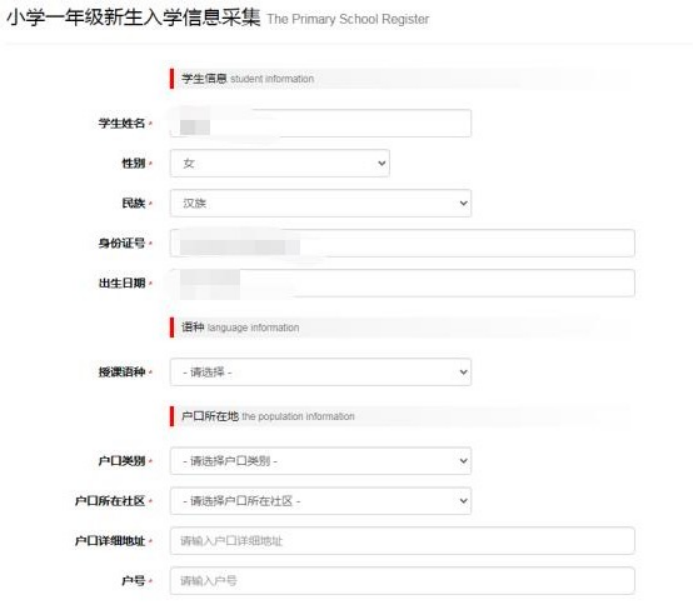 小学一年级新生入学信息采集 The Primary School Register
学生信息 student information
学生姓名 *
性别 * 女
民族 * 汉族
身份证号 *
出生日期 *
语种 language information
授课语种 * - 请选择 -
户口所在地 the population information
户口类别 * - 请选择户口类别 -
户口所在社区 * - 请选择户口所在社区 -
户口详细地址 * 请输入户口详细地址
户号 * 请输入户号